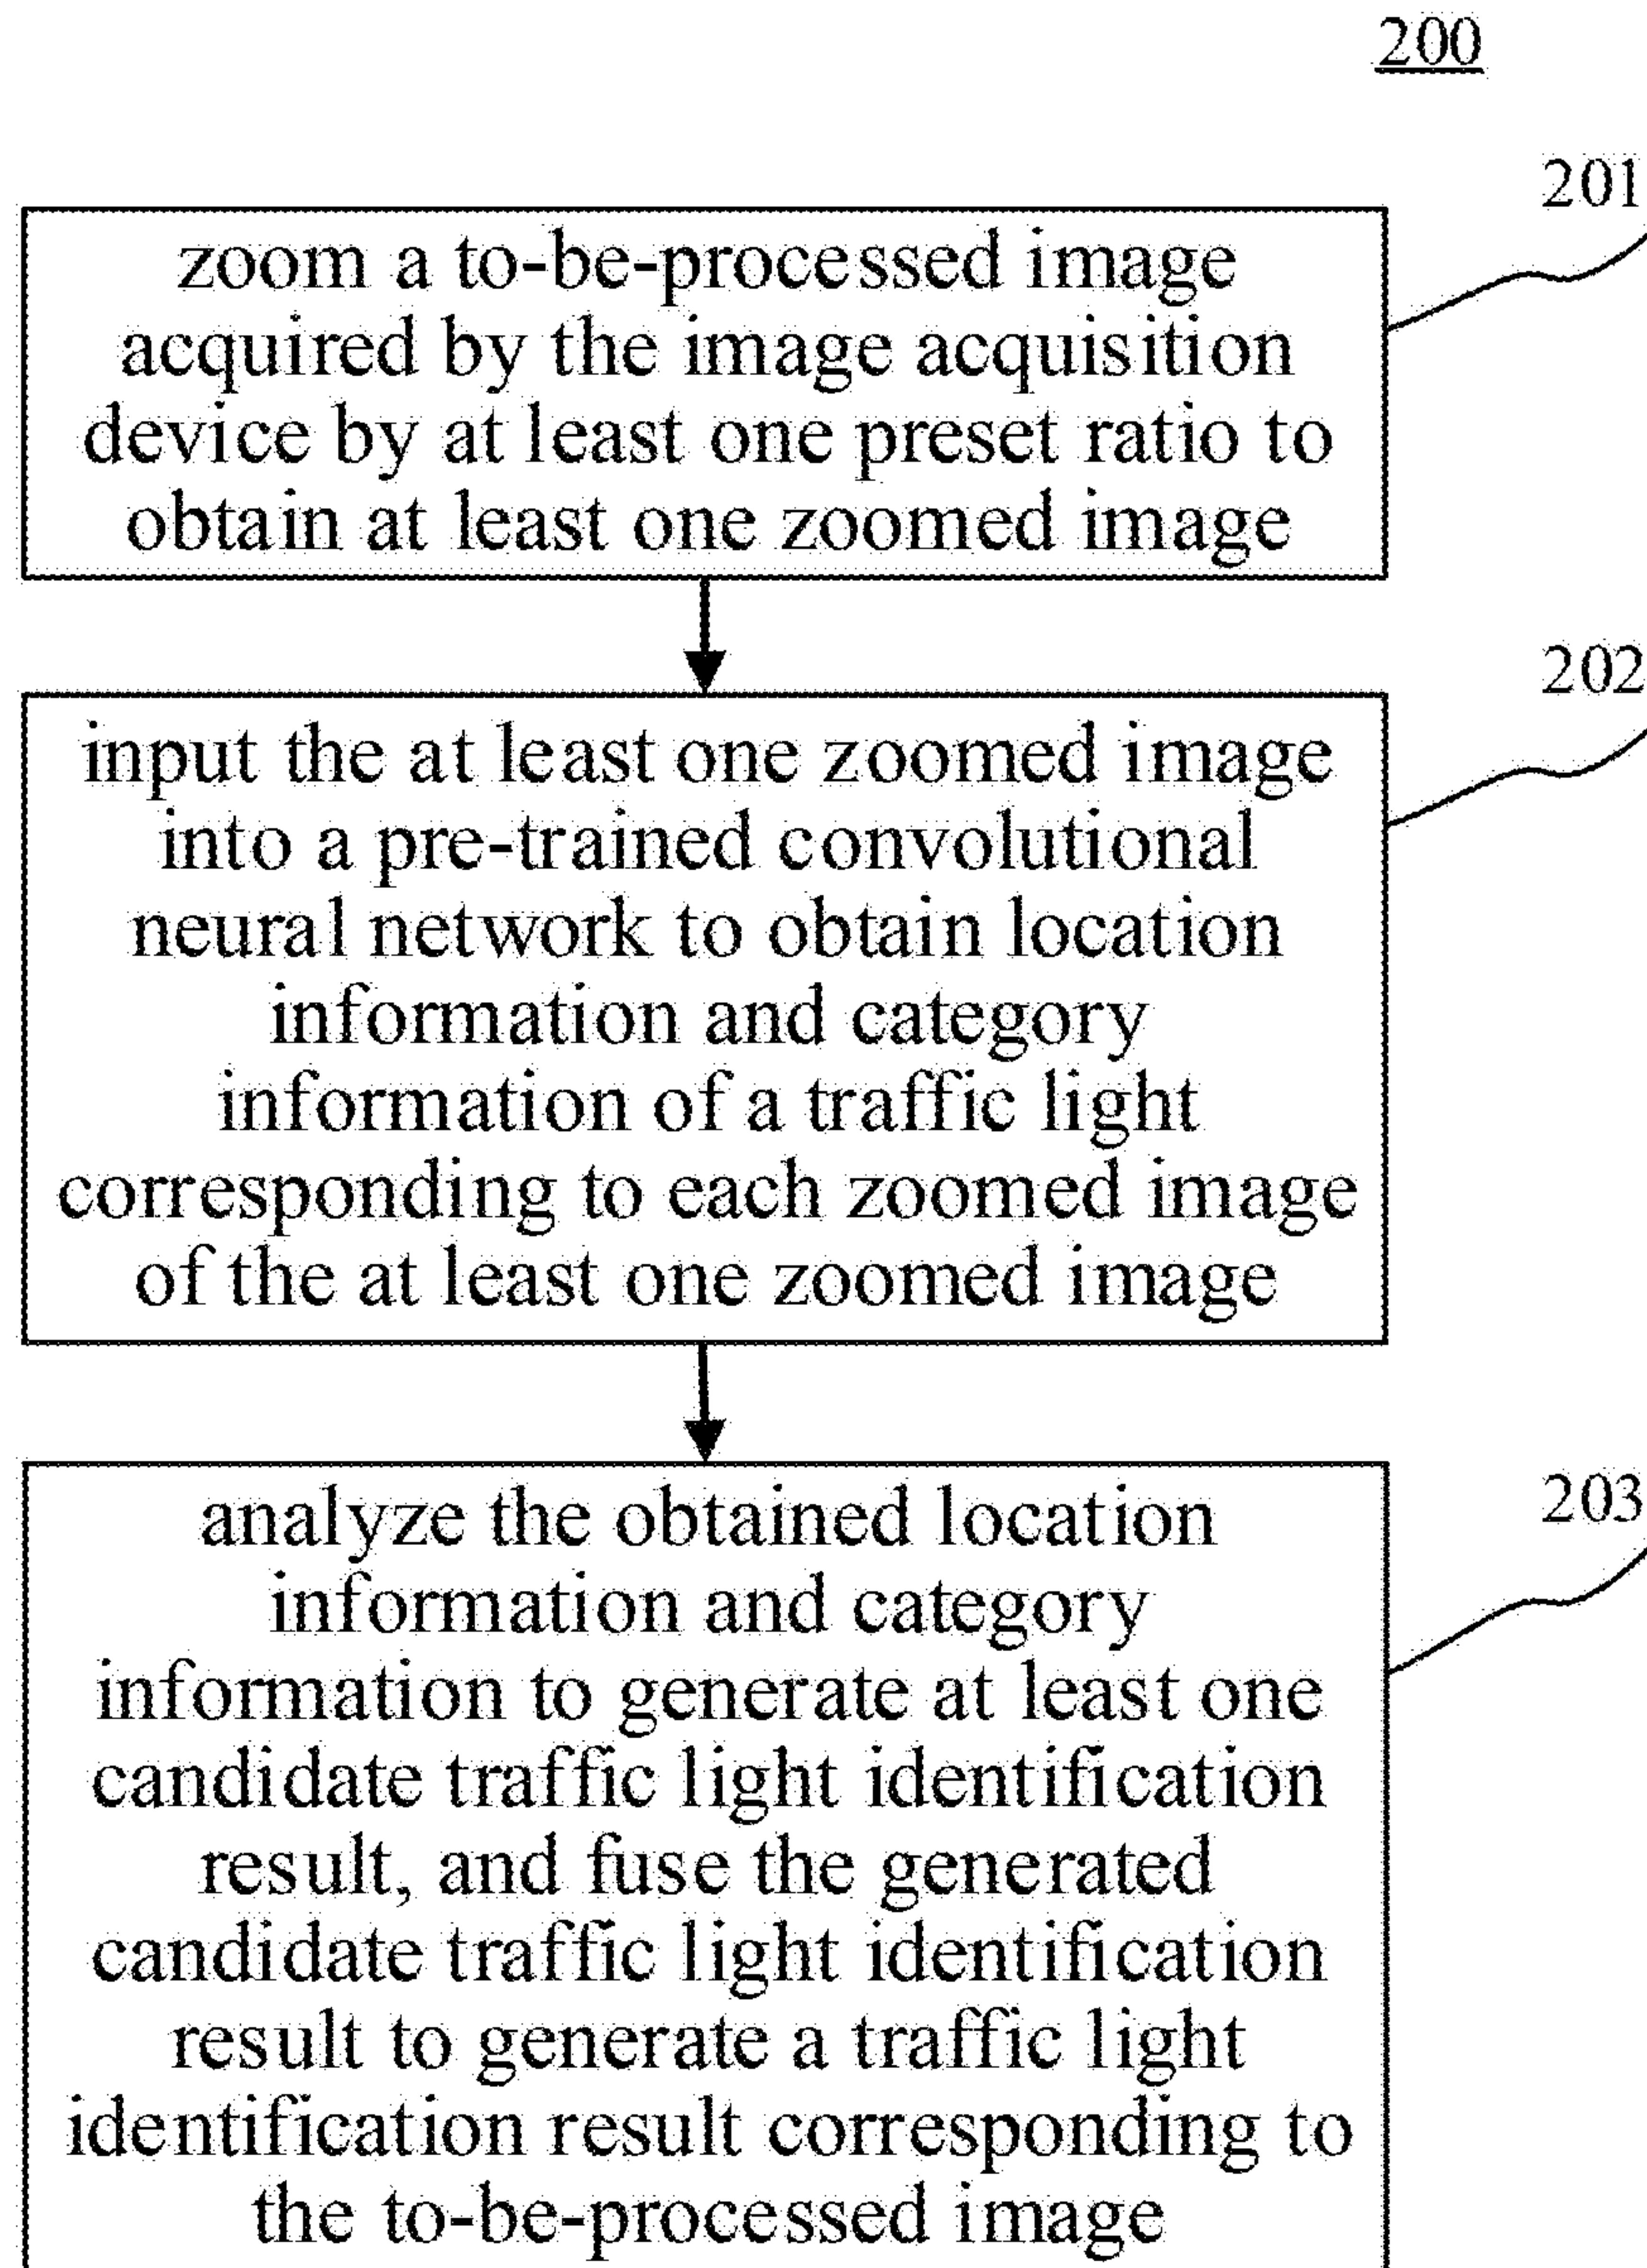 200
201
zoom a to-be-processed image
acquired by the image acquisition
device by at least one preset ratio to
obtain at least one zoomed image
202
input the at least one zoomed image
into a pre-trained convolutional
neural network to obtain location
information and category
information of a traffic light
corresponding to each zoomed image
of the at least one zoomed image
203
analyze the obtained location
information and category
information to generate at least one
candidate traffic light identification
result, and fuse the generated
candidate traffic light identification
result to generate a traffic light
identification result corresponding to
the to-be-processed image